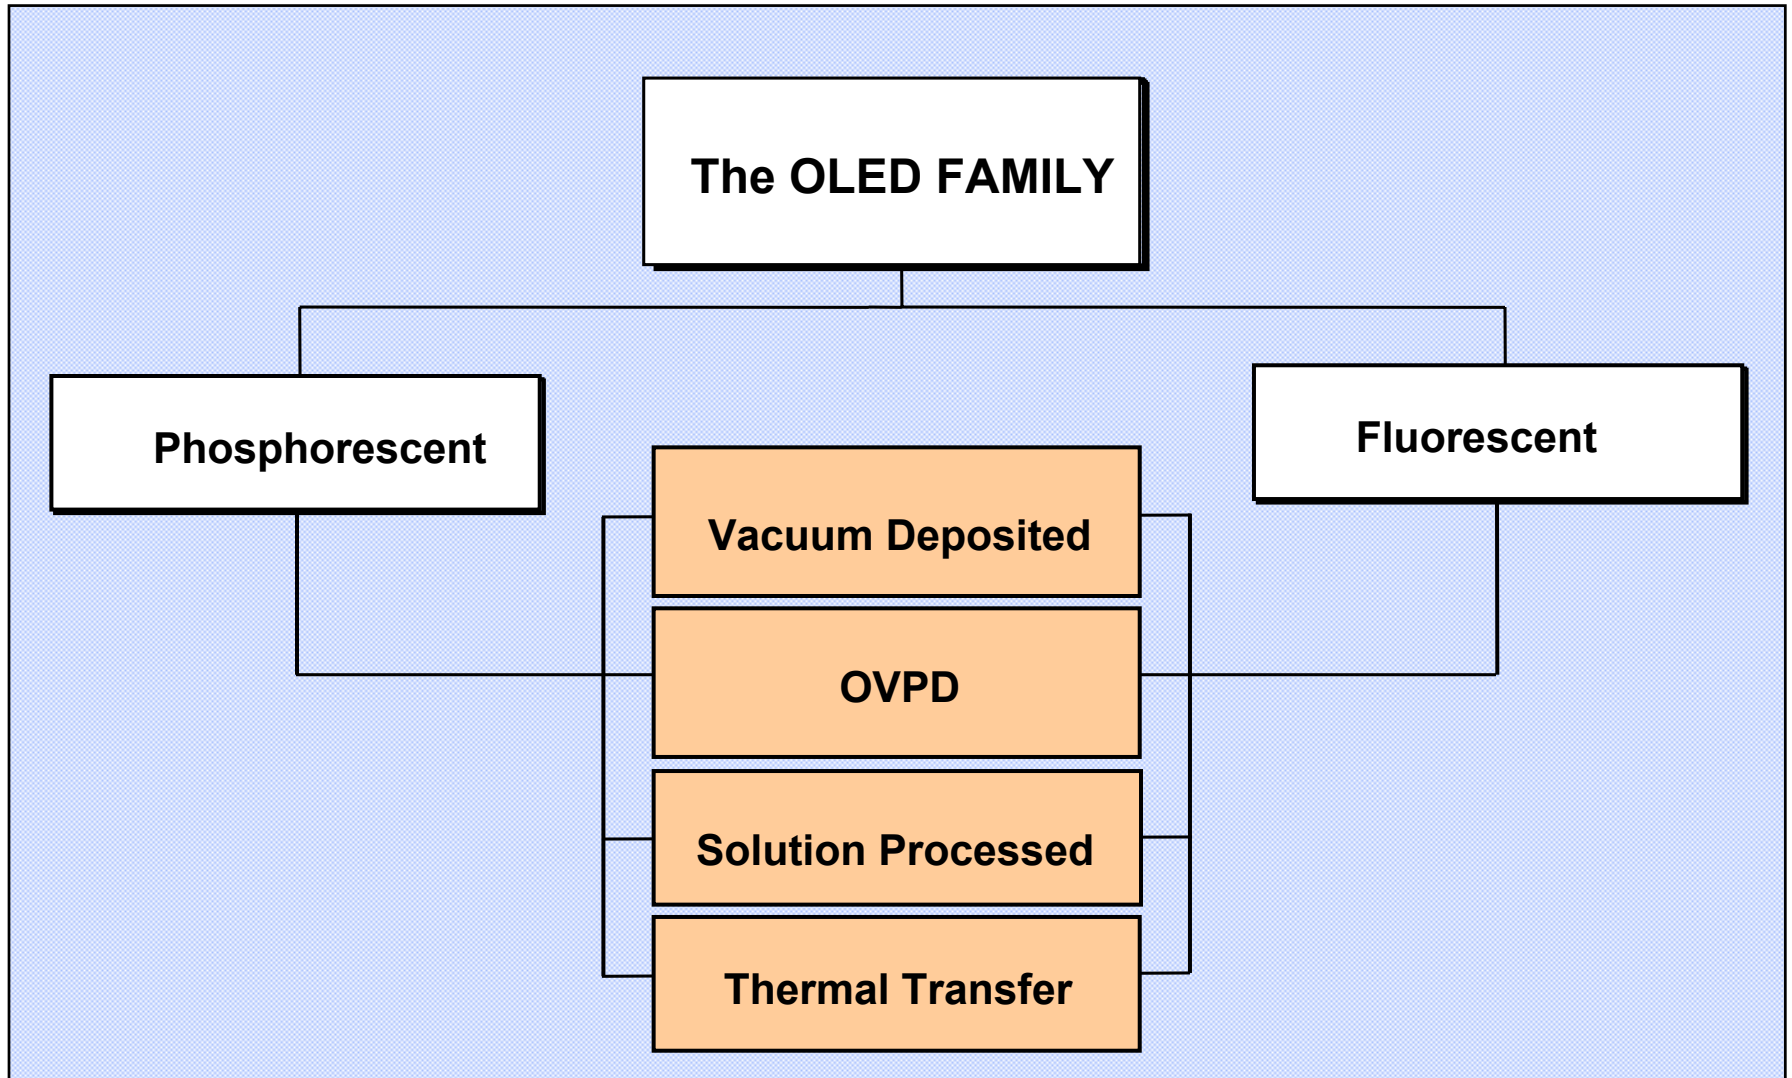 The OLED FAMILY
Phosphorescent
Fluorescent
Vacuum Deposited
OVPD
Solution Processed
Thermal Transfer